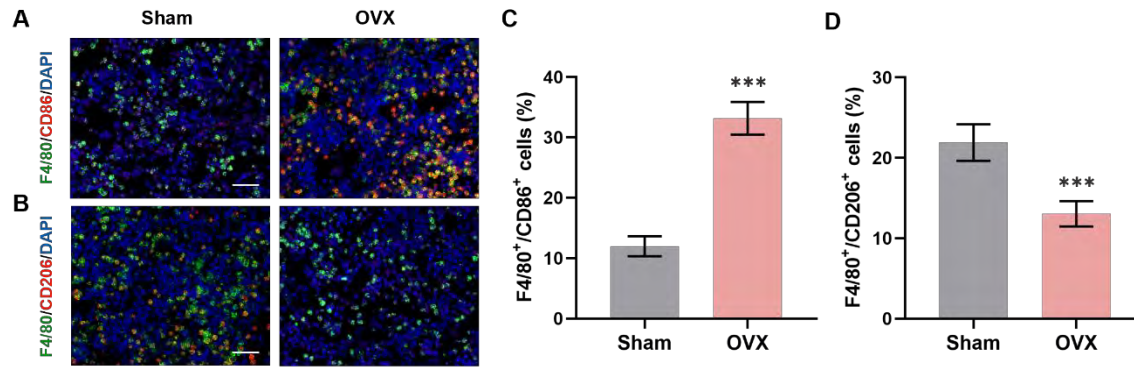 A
Sham
OVX
F4/80/CD86/DAPI
B
F4/80/CD206/DAPI
C
F4/80⁺/CD86⁺ cells (%)
40
30
20
10
0
***
Sham
OVX
D
F4/80⁺/CD206⁺ cells (%)
30
20
10
0
***
Sham
OVX